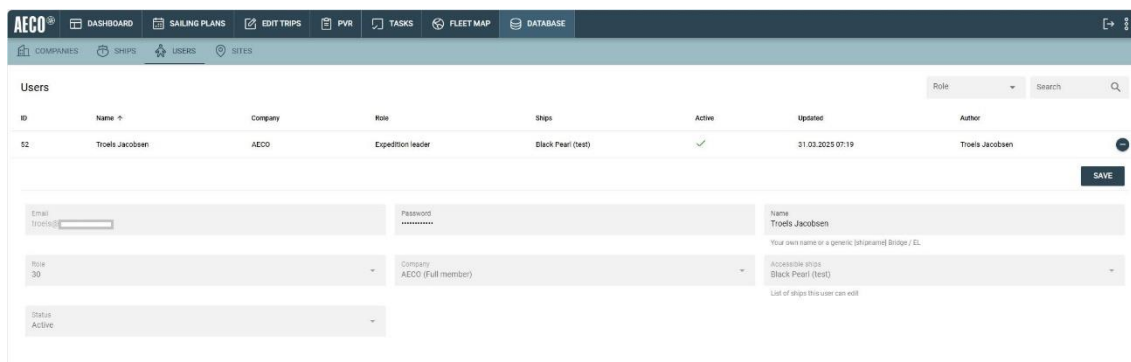 AECO® DASHBOARD SAILING PLANS EDIT TRIPS PVR TASKS FLEET MAP DATABASE
COMPANIES SHIPS USERS SITES
Users Role Search
ID Name ↑ Company Role Ships Active Updated Author
52 Troels Jacobsen AECO Expedition leader Black Pearl (test) 31.03.2025 07:19 Troels Jacobsen
SAVE
Email Password Name
troels@ •••••••••••• Troels Jacobsen
Your own name or a generic [shipname] Bridge / EL
Role Company Accessible ships
30 AECO (Full member) Black Pearl (test)
List of ships this user can edit
Status
Active